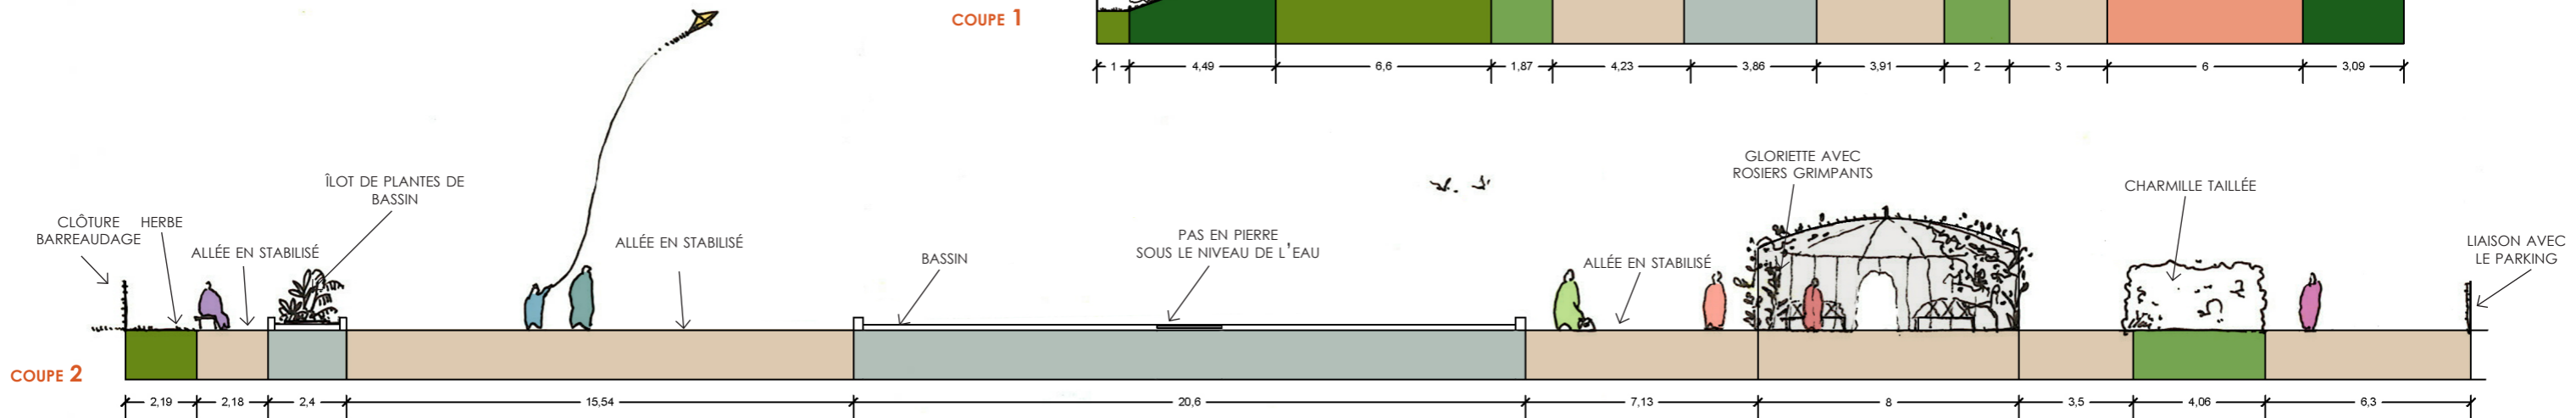 COUPE 1
1 4,49 6,6 1,87 4,23 3,86 3,91 2 3 6 3,09
GLORIETTE AVEC
ROSIERS GRIMPANTS
ÎLOT DE PLANTES DE
BASSIN
CHARMILLE TAILLÉE
CLÔTURE
BARREAUDAGE
HERBE
ALLÉE EN STABILISÉ
ALLÉE EN STABILISÉ
BASSIN
PAS EN PIERRE
SOUS LE NIVEAU DE L'EAU
ALLÉE EN STABILISÉ
LIAISON AVEC
LE PARKING
COUPE 2
2,19 2,18 2,4 15,54 20,6 7,13 8 3,5 4,06 6,3